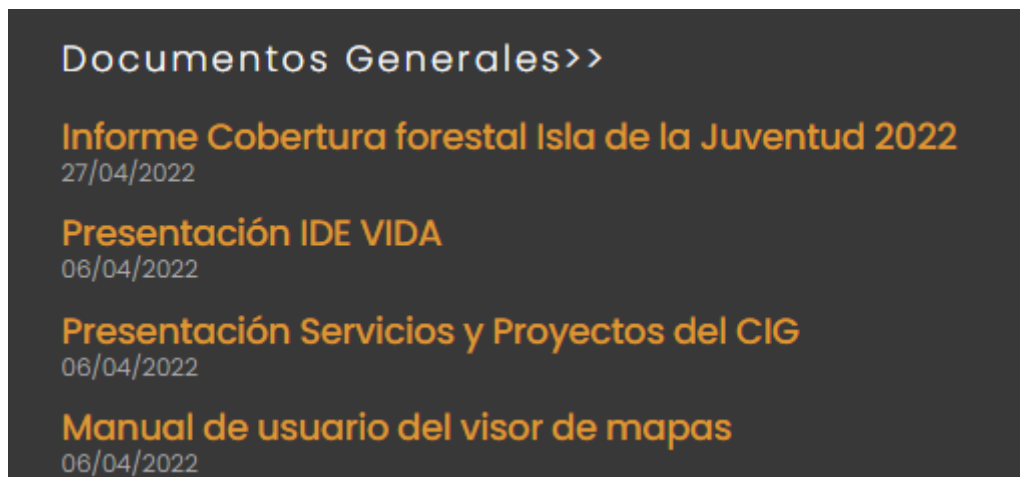 Documentos Generales>>
Informe Cobertura forestal Isla de la Juventud 2022
27/04/2022
Presentación IDE VIDA
06/04/2022
Presentación Servicios y Proyectos del CIG
06/04/2022
Manual de usuario del visor de mapas
06/04/2022